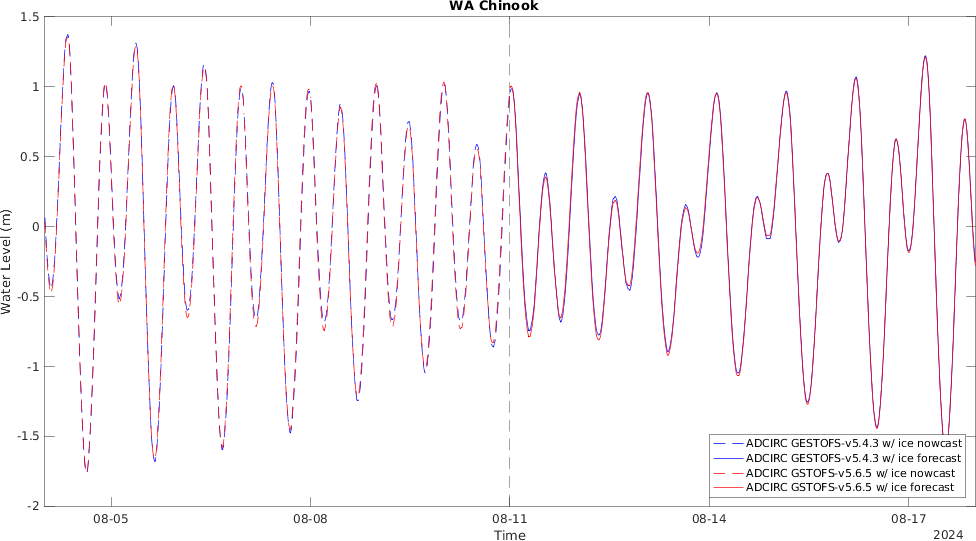 WA Chinook
1.5
1
0.5
0
-0.5
-1
-1.5
-2
Water Level (m)
08-05
08-08
08-11
08-14
08-17
Time
2024
ADCIRC GESTOFS-v5.4.3 w/ ice nowcast
ADCIRC GESTOFS-v5.4.3 w/ ice forecast
ADCIRC GSTOFS-v5.6.5 w/ ice nowcast
ADCIRC GSTOFS-v5.6.5 w/ ice forecast